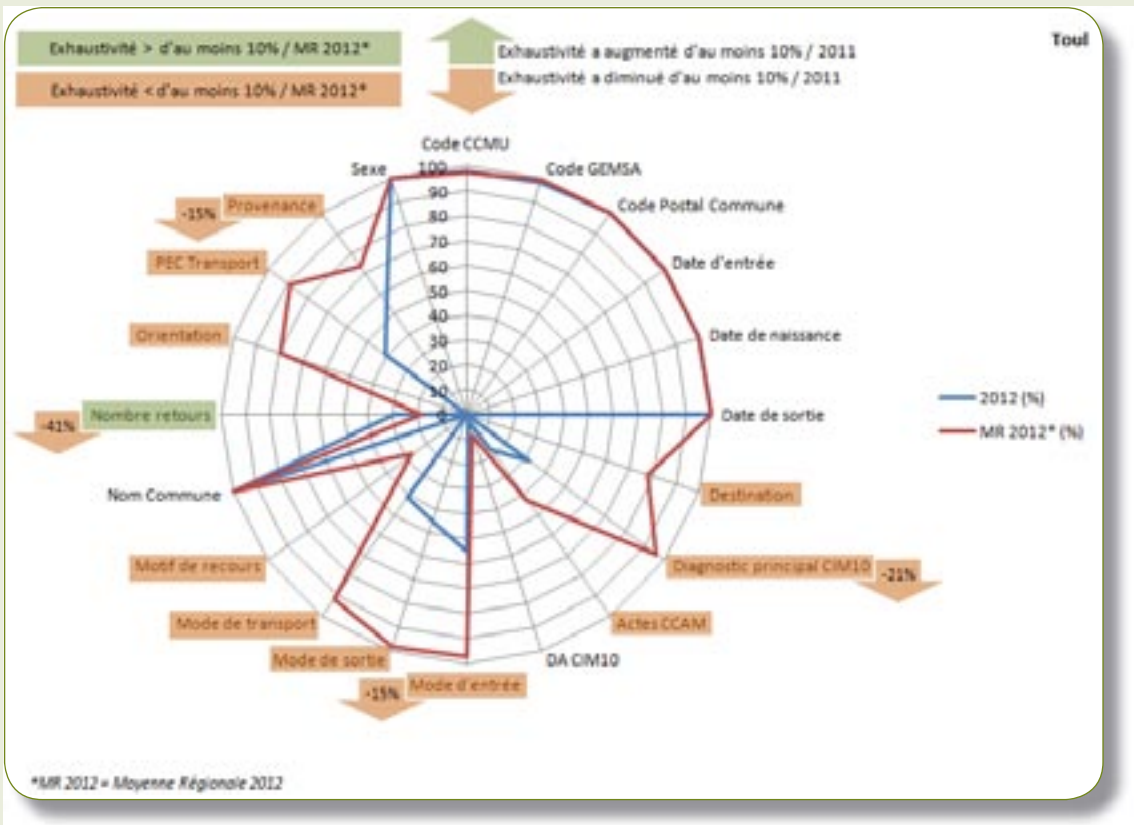 Exhaustivité > d'au moins 10% / MR 2012*
Exhaustivité < d'au moins 10% / MR 2012*
Exhaustivité a augmenté d'au moins 10% / 2011
Exhaustivité a diminué d'au moins 10% / 2011
Toul
Code CCMU
Sexe
Code GEMSA
Provenance
-15%
Code Postal Commune
PEC Transport
Date d'entrée
Orientation
Date de naissance
100
90
80
70
60
50
40
30
20
10
0
Nombre retours
-41%
Date de sortie
2012 (%)
MR 2012* (%)
Nom Commune
Destination
Motif de recours
Diagnostic principal CIM10
-21%
Mode de transport
Actes CCAM
Mode de sortie
DA CIM10
Mode d'entrée
-15%
*MR 2012 = Moyenne Régionale 2012